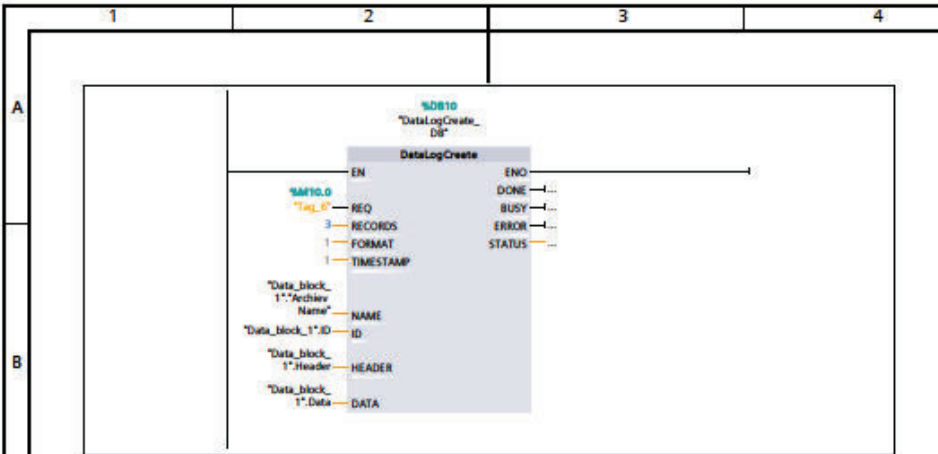 1 2 3 4
A
%DB10
"DataLogCreate_
DB"
DataLogCreate
EN ENO
DONE ...
%M10.0
"Tag_6" REQ BUSY ...
3 RECORDS ERROR ...
1 FORMAT STATUS ...
1 TIMESTAMP
"Data_block_
1"."Archiev
Name" NAME
"Data_block_1".ID ID
B
"Data_block_
1".Header HEADER
"Data_block_
1".Data DATA